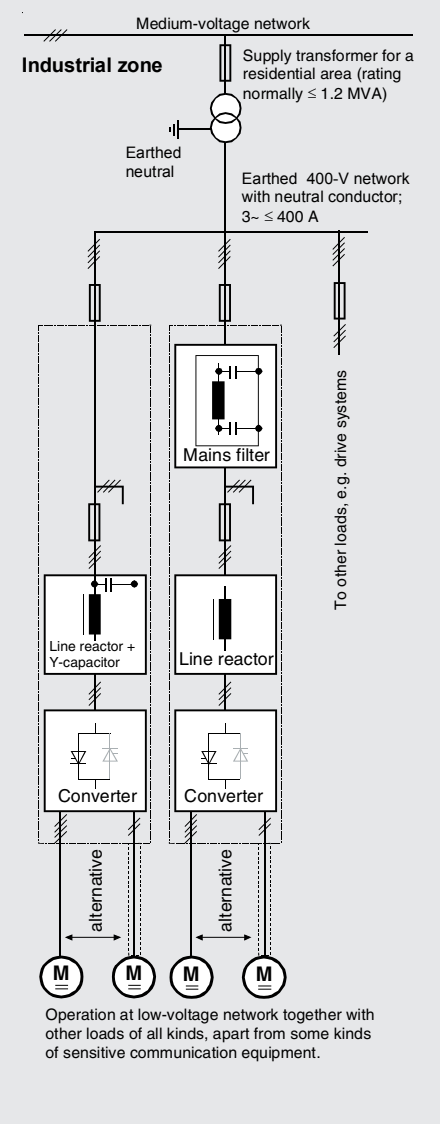 Medium-voltage network
Industrial zone
Supply transformer for a
residential area (rating
normally ≤ 1.2 MVA)
Earthed
neutral
Earthed 400-V network
with neutral conductor;
3~ ≤ 400 A
Mains filter
To other loads, e.g. drive systems
Line reactor +
Y-capacitor
Line reactor
Converter
Converter
alternative
alternative
M
M
M
M
Operation at low-voltage network together with
other loads of all kinds, apart from some kinds
of sensitive communication equipment.